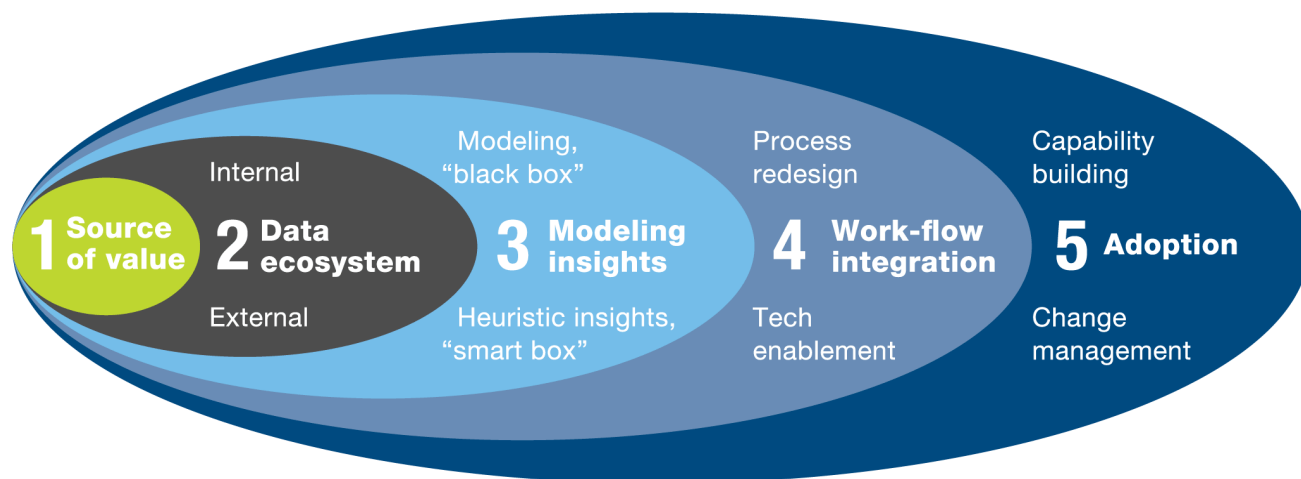 1 Source
of value
Internal
2 Data
ecosystem
External
Modeling,
“black box”
3 Modeling
insights
Heuristic insights,
“smart box”
Process
redesign
4 Work-flow
integration
Tech
enablement
Capability
building
5 Adoption
Change
management